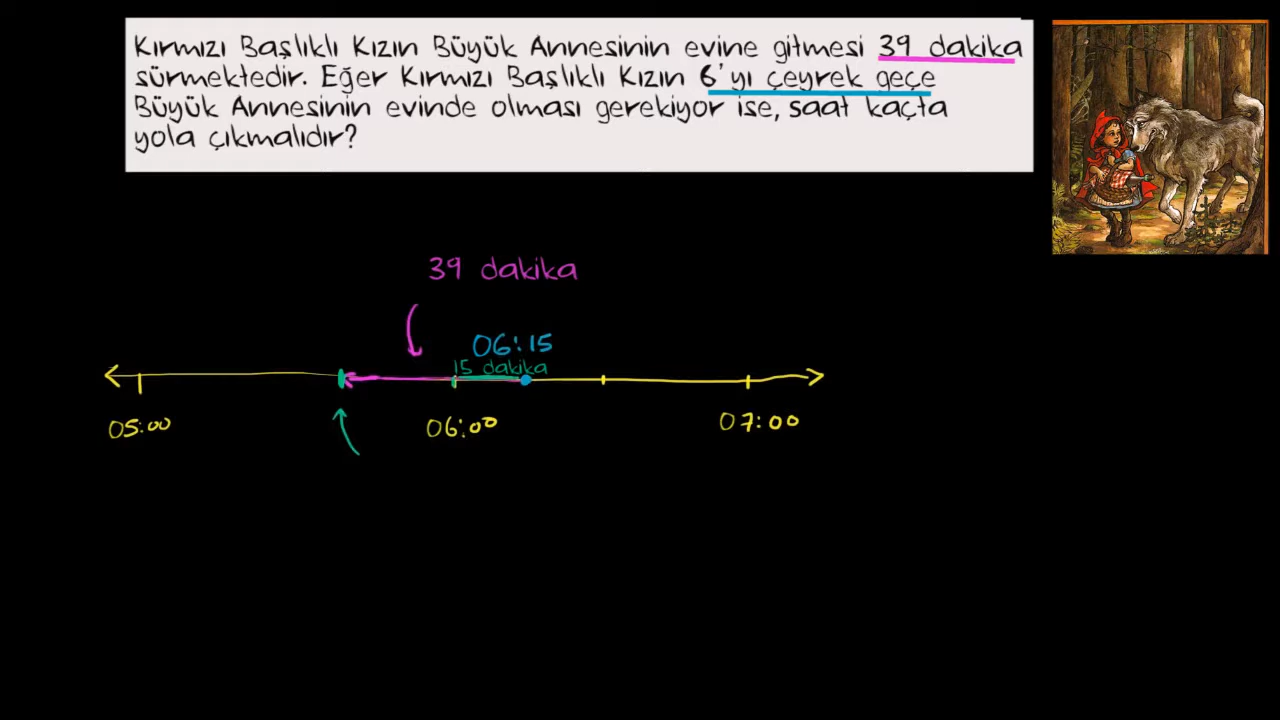 Kırmızı Başlıklı Kızın Büyük Annesinin evine gitmesi 39 dakika
sürmektedir. Eğer Kırmızı Başlıklı Kızın 6'yı çeyrek geçe
Büyük Annesinin evinde olması gerekiyor ise, saat kaçta
yola çıkmalıdır?
39 dakika
06:15
15 dakika
05:00
06:00
07:00